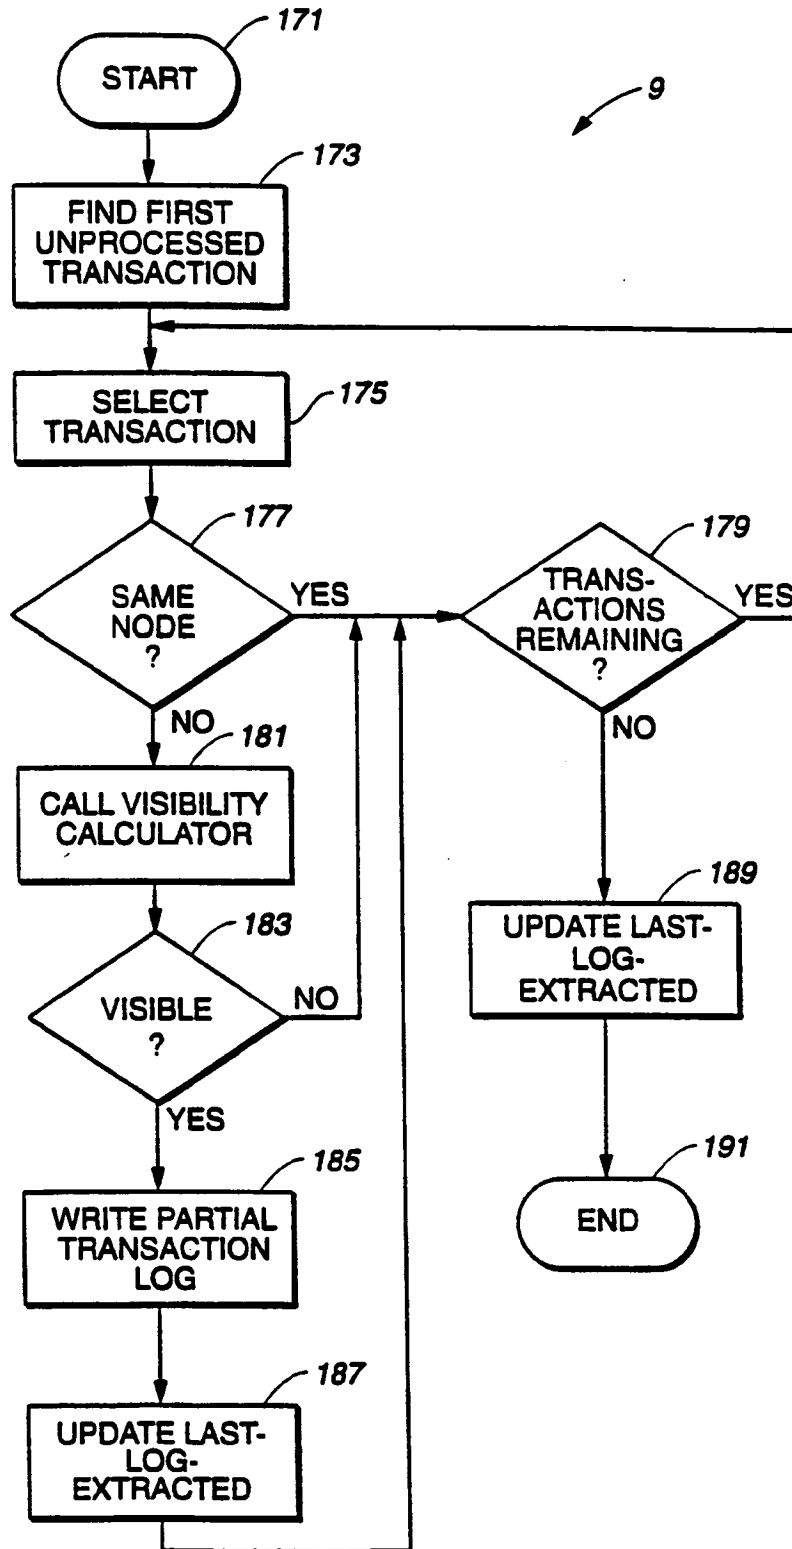 171
START
9
173
FIND FIRST
UNPROCESSED
TRANSACTION
SELECT
TRANSACTION
175
177
SAME
NODE
?
YES
NO
179
TRANS-
ACTIONS
REMAINING
?
YES
NO
181
CALL VISIBILITY
CALCULATOR
183
VISIBLE
?
NO
YES
189
UPDATE LAST-
LOG-
EXTRACTED
185
WRITE PARTIAL
TRANSACTION
LOG
191
END
187
UPDATE LAST-
LOG-
EXTRACTED